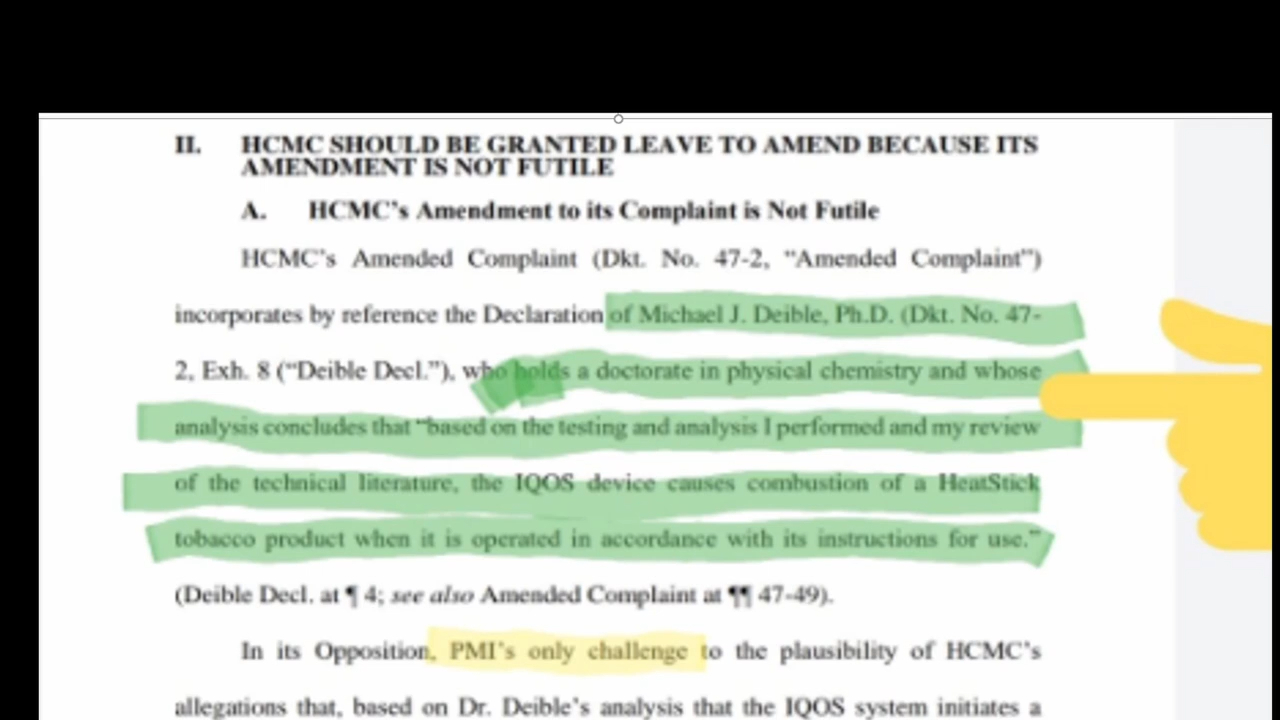 II. HCMC SHOULD BE GRANTED LEAVE TO AMEND BECAUSE ITS
AMENDMENT IS NOT FUTILE
A. HCMC's Amendment to its Complaint is Not Futile
HCMC's Amended Complaint (Dkt. No. 47-2, “Amended Complaint”)
incorporates by reference the Declaration of Michael J. Deible, Ph.D. (Dkt. No. 47-
2, Exh. 8 (“Deible Decl.”), who holds a doctorate in physical chemistry and whose
analysis concludes that “based on the testing and analysis I performed and my review
of the technical literature, the IQOS device causes combustion of a HeatStick
tobacco product when it is operated in accordance with its instructions for use.”
(Deible Decl. at ¶ 4; see also Amended Complaint at ¶¶ 47-49).
In its Opposition, PMI's only challenge to the plausibility of HCMC's
allegations that, based on Dr. Deible's analysis that the IQOS system initiates a